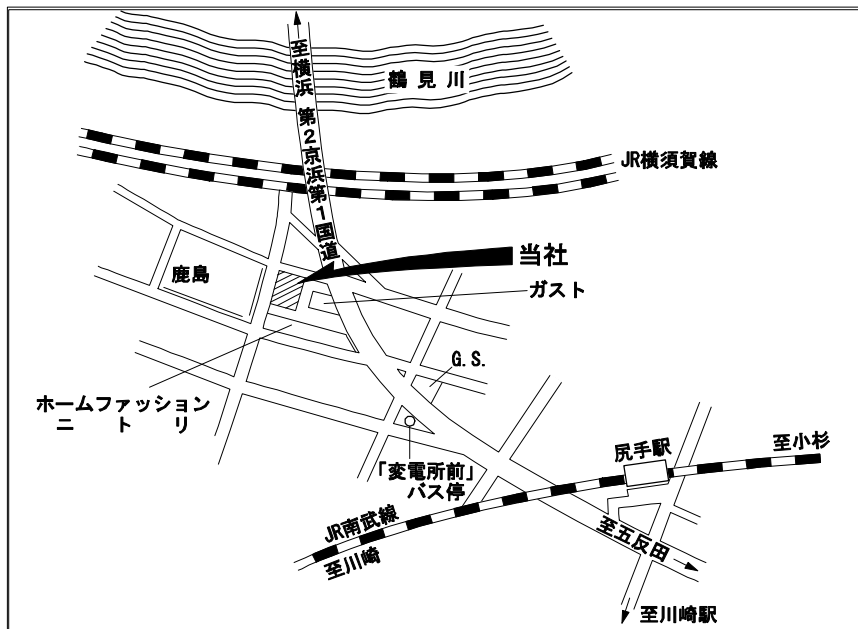 至横浜 第2京浜第1国道
鶴見川
JR横須賀線
当社
鹿島
ガスト
G.S.
ホームファッション
ニトリ
「変電所前」
バス停
尻手駅
至小杉
JR南武線
至川崎
至五反田
至川崎駅